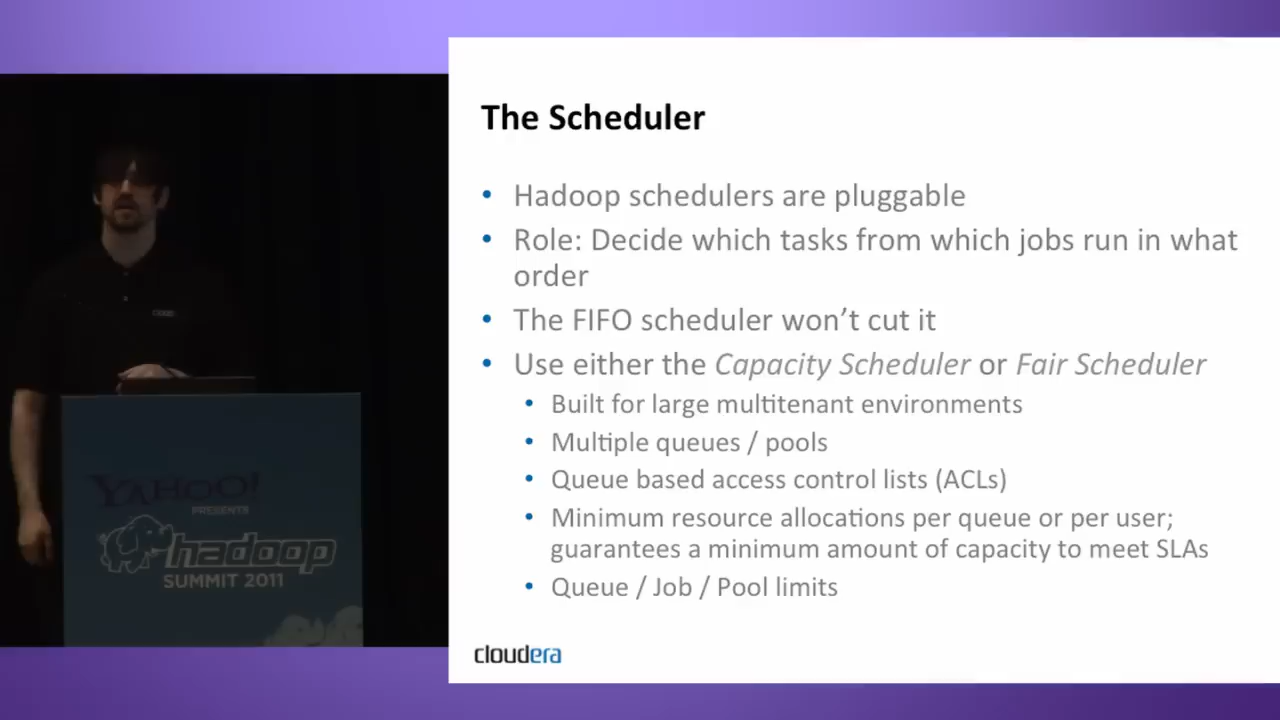 The Scheduler
• Hadoop schedulers are pluggable
• Role: Decide which tasks from which jobs run in what
order
• The FIFO scheduler won't cut it
• Use either the Capacity Scheduler or Fair Scheduler
• Built for large multitenant environments
• Multiple queues / pools
• Queue based access control lists (ACLs)
• Minimum resource allocations per queue or per user;
guarantees a minimum amount of capacity to meet SLAs
• Queue / Job / Pool limits
cloudera
YAHOO!
PRESENTS
hadoop
SUMMIT 2011